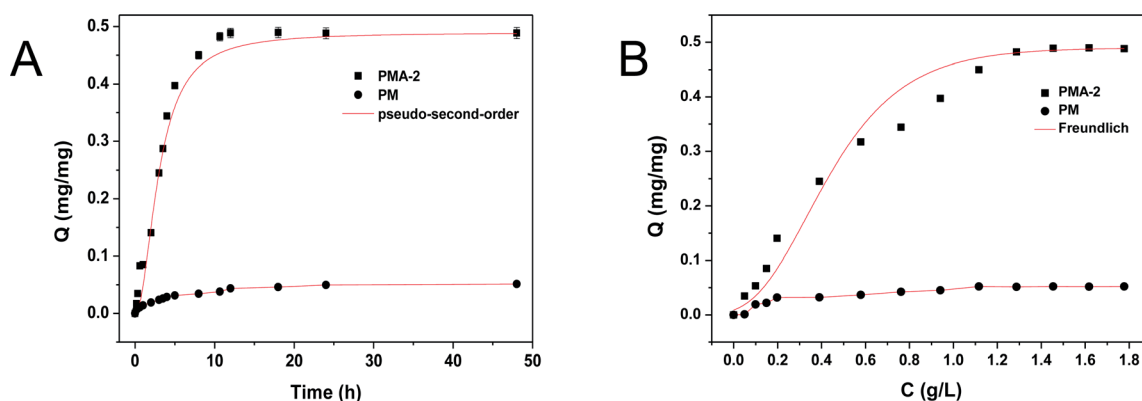 A
Q (mg/mg)
0.5
0.4
0.3
0.2
0.1
0.0
PMA-2
PM
pseudo-second-order
0 10 20 30 40 50
Time (h)
B
Q (mg/mg)
0.5
0.4
0.3
0.2
0.1
0.0
PMA-2
PM
Freundlich
0.0 0.2 0.4 0.6 0.8 1.0 1.2 1.4 1.6 1.8
C (g/L)